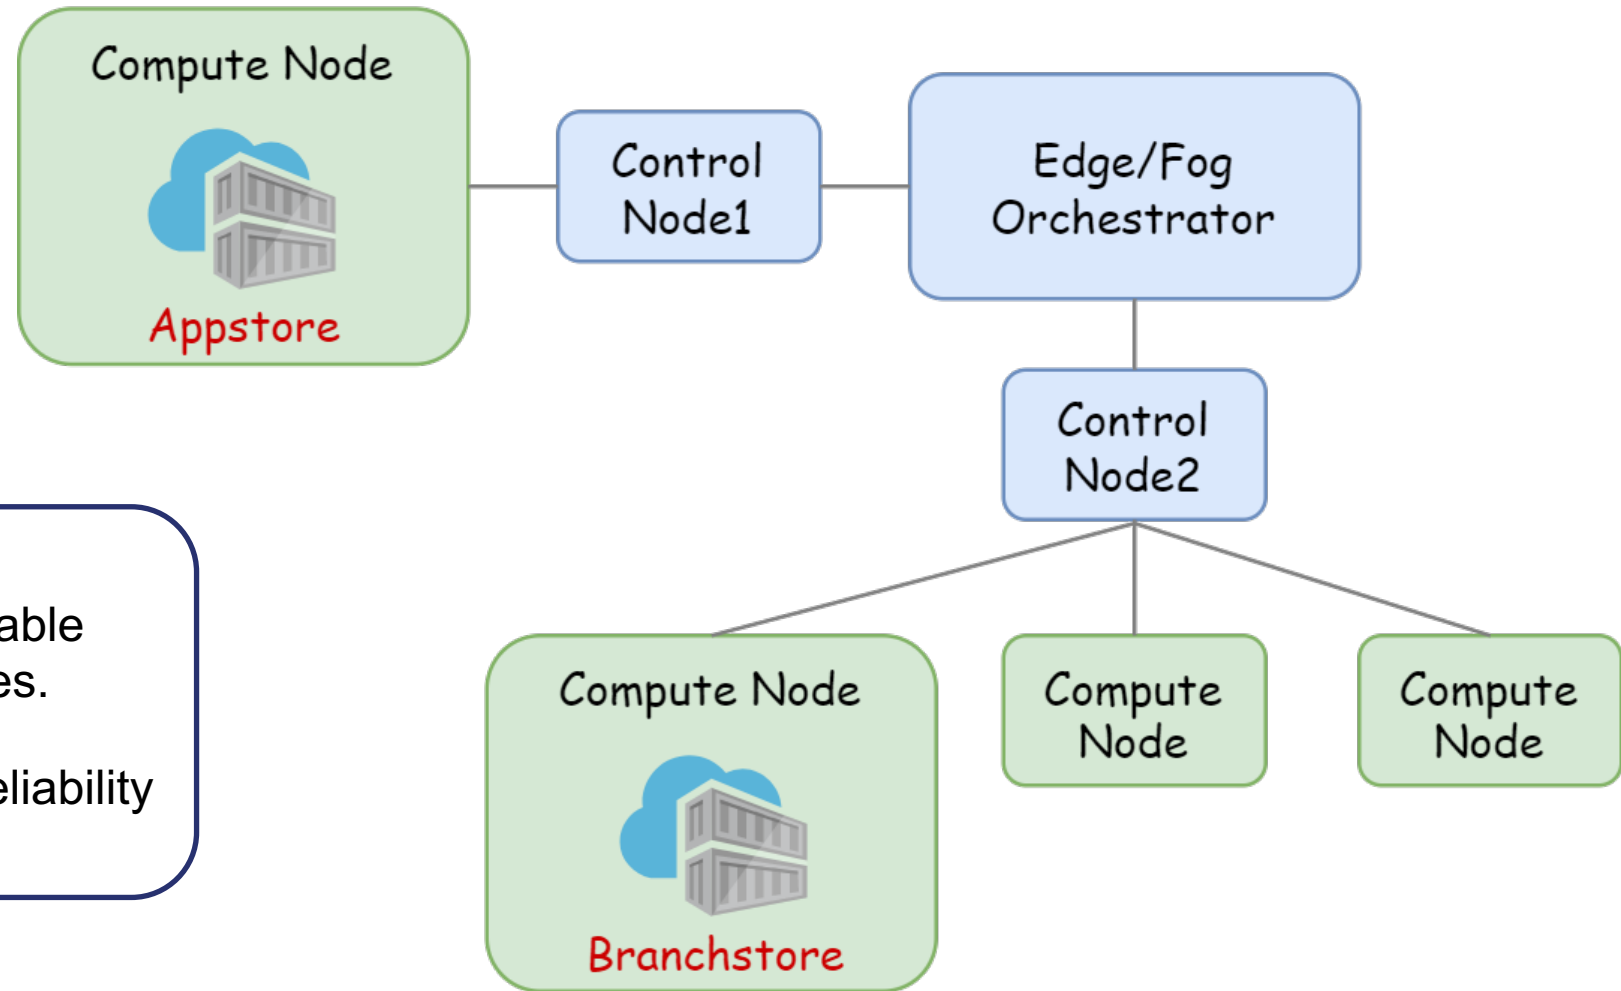 Compute Node
Appstore
Control
Node1
Edge/Fog
Orchestrator
Control
Node2
Compute Node
Branchstore
Compute
Node
Compute
Node
able
es.
eliability